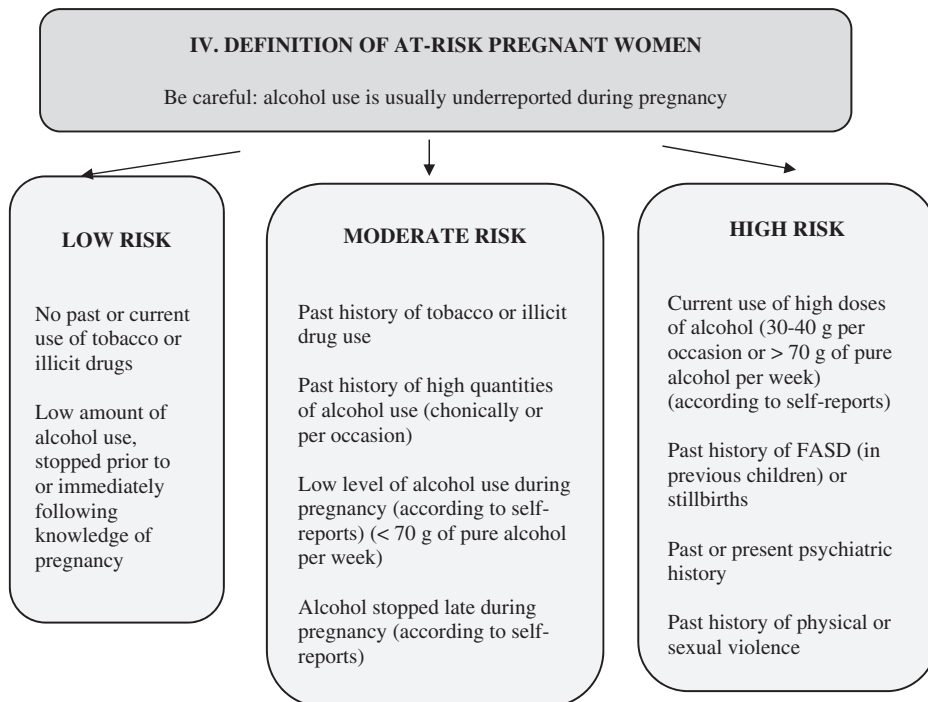 IV. DEFINITION OF AT-RISK PREGNANT WOMEN
Be careful: alcohol use is usually underreported during pregnancy
LOW RISK
No past or current
use of tobacco or
illicit drugs
Low amount of
alcohol use,
stopped prior to
or immediately
following
knowledge of
pregnancy
MODERATE RISK
Past history of tobacco or illicit
drug use
Past history of high quantities
of alcohol use (chonically or
per occasion)
Low level of alcohol use during
pregnancy (according to self-
reports) (< 70 g of pure alcohol
per week)
Alcohol stopped late during
pregnancy (according to self-
reports)
HIGH RISK
Current use of high doses
of alcohol (30-40 g per
occasion or > 70 g of pure
alcohol per week)
(according to self-reports)
Past history of FASD (in
previous children) or
stillbirths
Past or present psychiatric
history
Past history of physical or
sexual violence